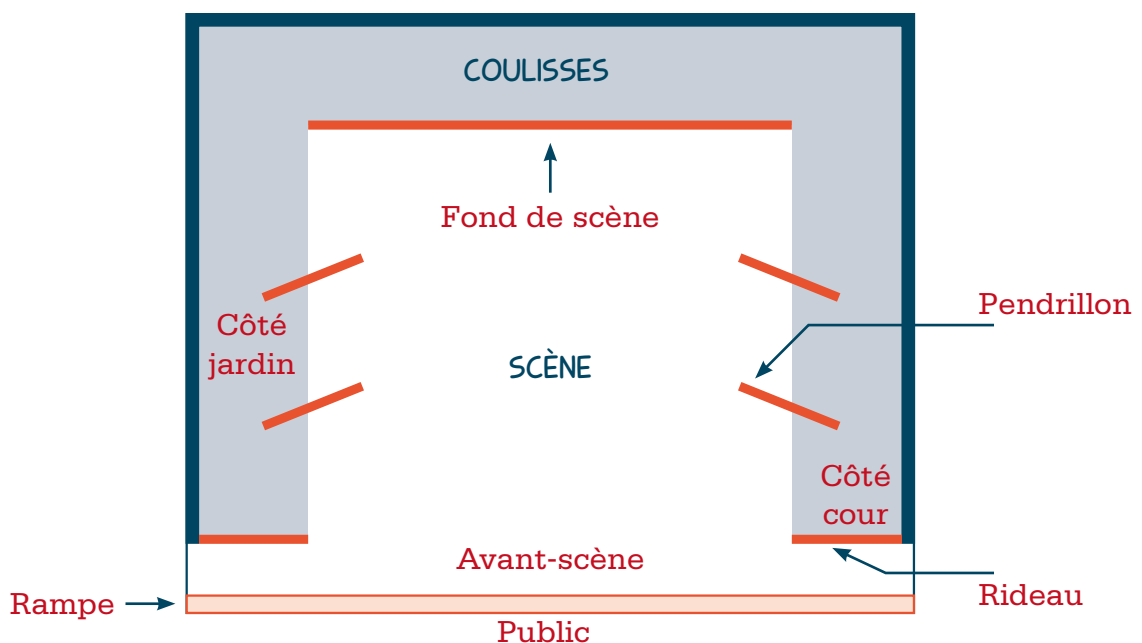 COULISSES
Fond de scène
Pendrillon
Côté
jardin
SCÈNE
Côté
cour
Avant-scène
Rideau
Rampe
Public